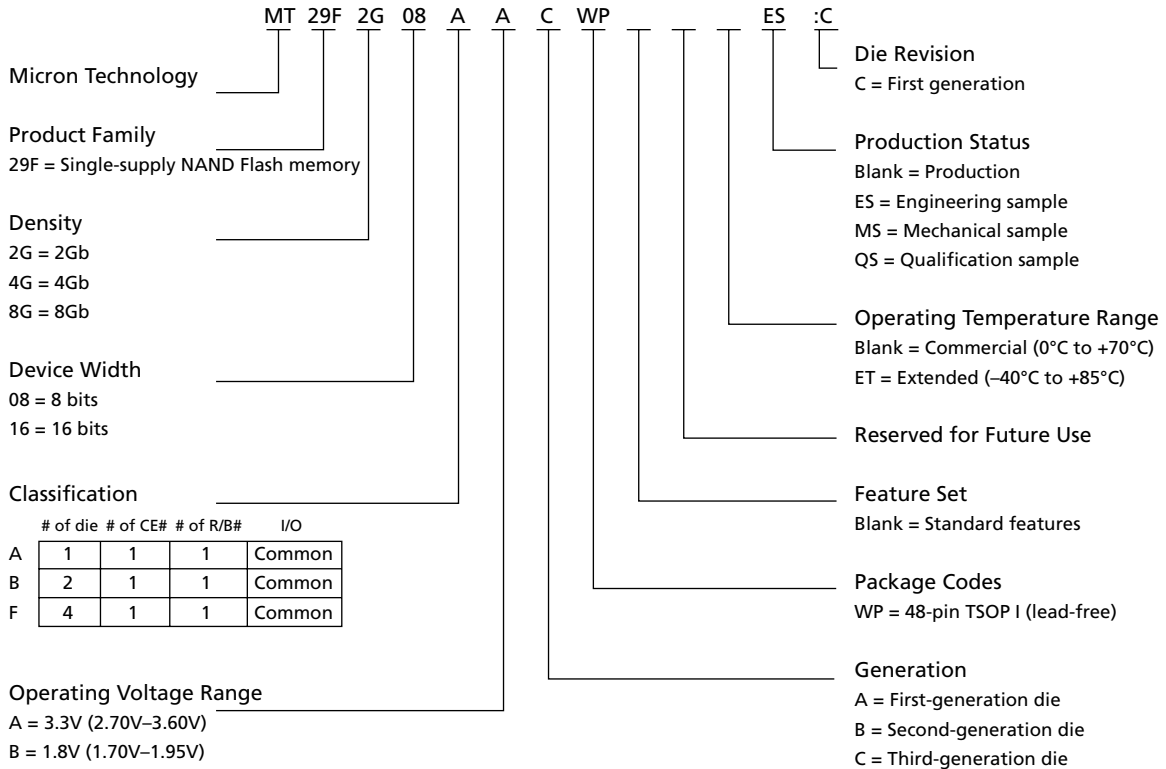 MT 29F 2G 08 A A C WP ES :C
Micron Technology
Product Family
29F = Single-supply NAND Flash memory
Density
2G = 2Gb
4G = 4Gb
8G = 8Gb
Device Width
08 = 8 bits
16 = 16 bits
Classification
# of die # of CE# # of R/B# I/O
A 1 1 1 Common
B 2 1 1 Common
F 4 1 1 Common
Operating Voltage Range
A = 3.3V (2.70V–3.60V)
B = 1.8V (1.70V–1.95V)
Die Revision
C = First generation
Production Status
Blank = Production
ES = Engineering sample
MS = Mechanical sample
QS = Qualification sample
Operating Temperature Range
Blank = Commercial (0°C to +70°C)
ET = Extended (–40°C to +85°C)
Reserved for Future Use
Feature Set
Blank = Standard features
Package Codes
WP = 48-pin TSOP I (lead-free)
Generation
A = First-generation die
B = Second-generation die
C = Third-generation die